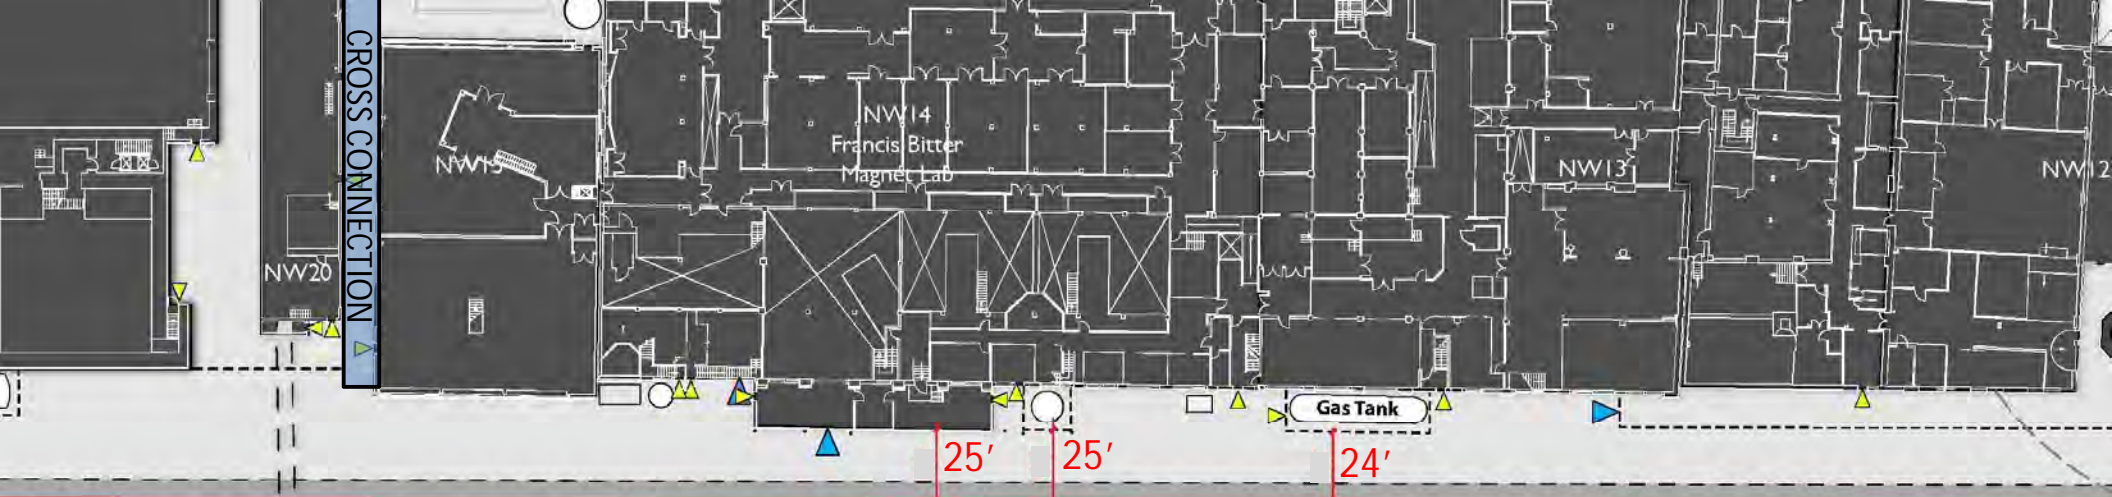 CROSS CONNECTION
NW14
Francis Bitter
Magnet Lab
NW15
NW13
NW12
NW20
Gas Tank
25'
25'
24'